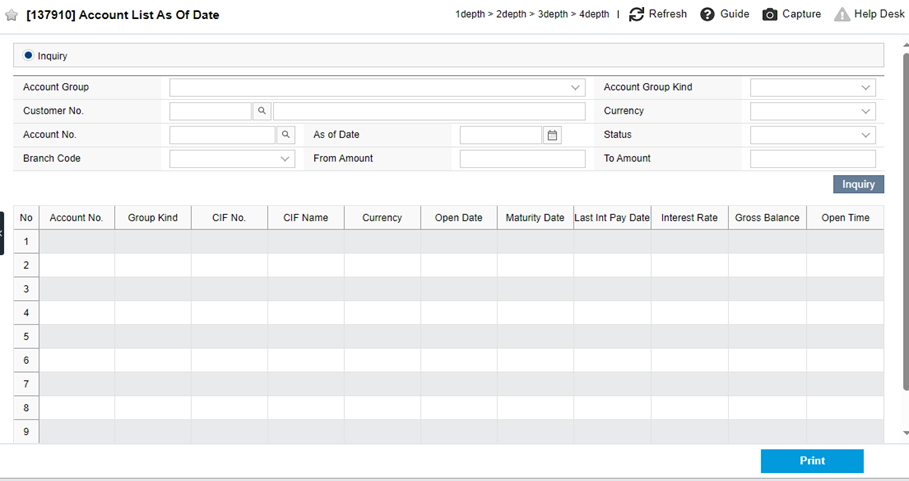 [137910] Account List As Of Date 1depth > 2depth > 3depth > 4depth | Refresh Guide Capture Help Desk
Inquiry
Account Group Account Group Kind
Customer No. Currency
Account No. As of Date Status
Branch Code From Amount To Amount
Inquiry
No Account No. Group Kind CIF No. CIF Name Currency Open Date Maturity Date Last Int Pay Date Interest Rate Gross Balance Open Time
1
2
3
4
5
6
7
8
9
Print